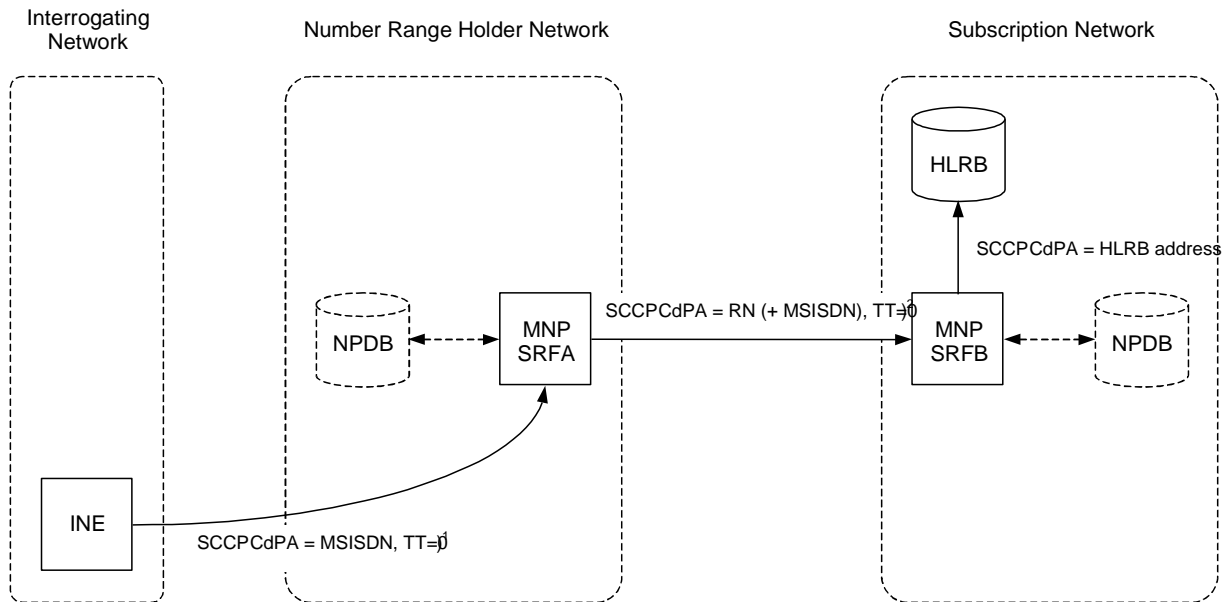 Interrogating
Network
Number Range Holder Network
Subscription Network
HLRB
SCCPCdPA = HLRB address
SCCPCdPA = RN (+ MSISDN), TT=0
NPDB
MNP
SRFA
MNP
SRFB
NPDB
INE
SCCPCdPA = MSISDN, TT=0